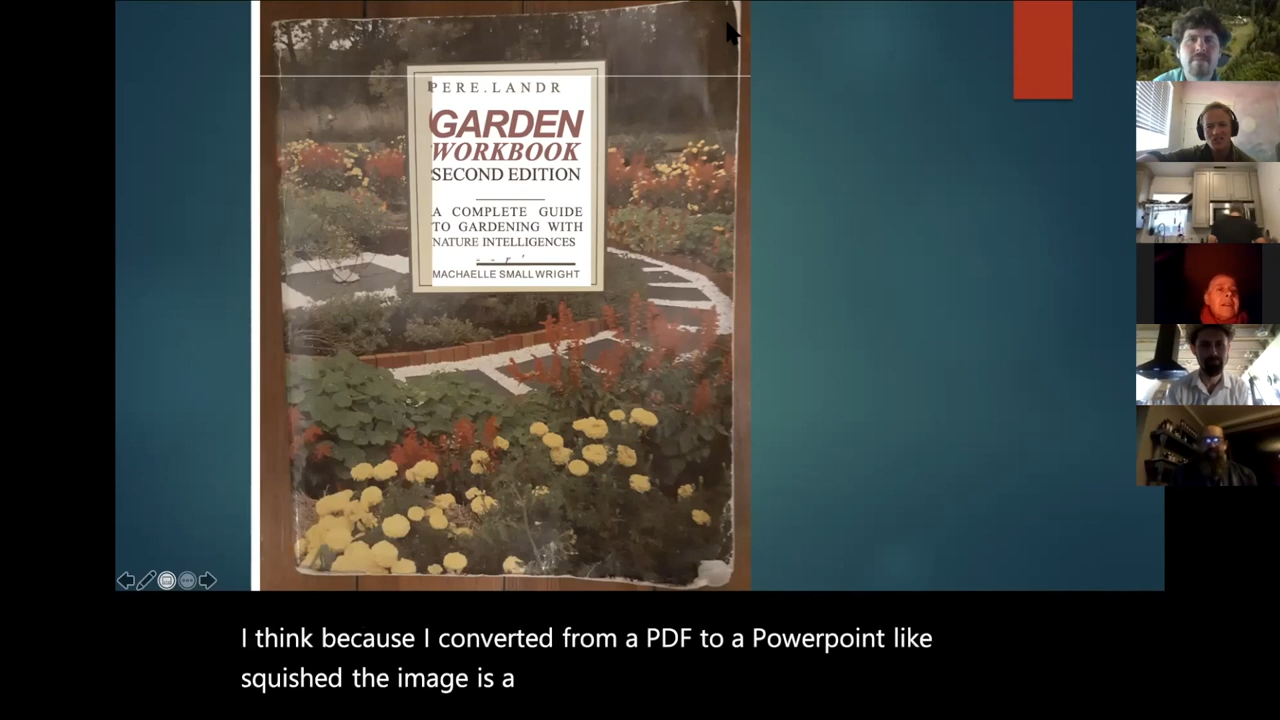 PERE.LANDR
GARDEN
WORKBOOK
SECOND EDITION
A COMPLETE GUIDE
TO GARDENING WITH
NATURE INTELLIGENCES
- - r '
MACHAELLE SMALL WRIGHT
I think because I converted from a PDF to a Powerpoint like
squished the image is a